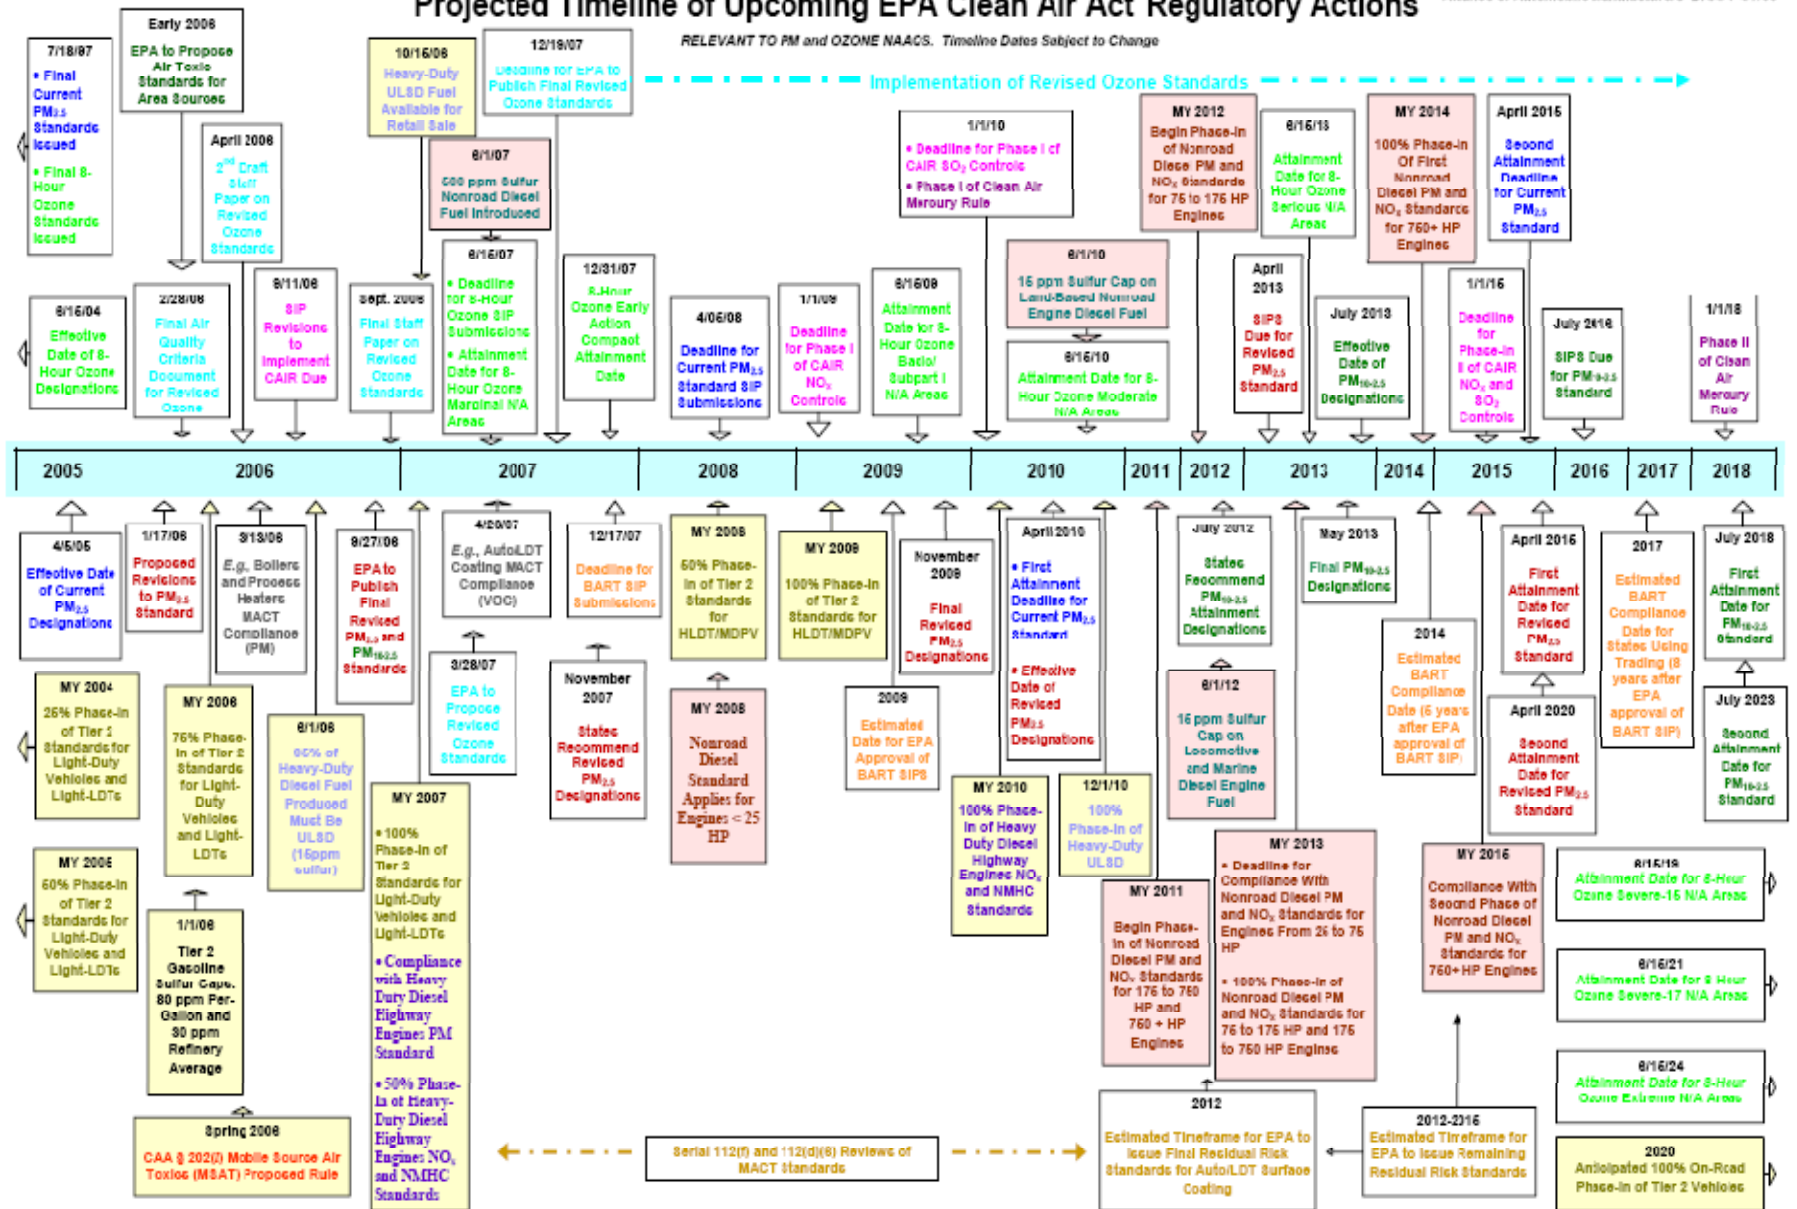 Projected Timeline of Upcoming EPA Clean Air Act Regulatory Actions
RELEVANT TO PM and OZONE NAAQS. Timeline Dates Subject to Change
7/18/97
• Final
Current
PM2.5
Standards
Issued
• Final 8-
Hour
Ozone
Standards
Issued
Early 2006
EPA to Propose
Air Toxic
Standards for
Area Sources
April 2006
2nd Draft
Staff
Paper on
Revised
Ozone
Standards
10/15/06
Heavy-Duty
ULSD Fuel
Available for
Retail Sale
12/19/07
Deadline for EPA to
Publish Final Revised
Ozone Standards
Implementation of Revised Ozone Standards
6/1/07
500 ppm Sulfur
Nonroad Diesel
Fuel Introduced
1/1/10
• Deadline for Phase I of
CAIR SO2 Controls
• Phase I of Clean Air
Mercury Rule
MY 2012
Begin Phase-in
of Nonroad
Diesel PM and
NOx Standards
for 75 to 175 HP
Engines
6/15/13
Attainment
Date for 8-
Hour Ozone
Serious N/A
Areas
MY 2014
100% Phase-in
Of First
Nonroad
Diesel PM and
NOx Standards
for 750+ HP
Engines
April 2015
Second
Attainment
Deadline
for Current
PM2.5
Standard
6/15/04
Effective
Date of 8-
Hour Ozone
Designations
2/28/06
Final Air
Quality
Criteria
Document
for Revised
Ozone
9/11/06
SIP
Revisions
to
Implement
CAIR Due
Sept. 2006
Final Staff
Paper on
Revised
Ozone
Standards
6/15/07
• Deadline
for 8-Hour
Ozone SIP
Submissions
• Attainment
Date for 8-
Hour Ozone
Marginal N/A
Areas
12/31/07
8-Hour
Ozone Early
Action
Compact
Attainment
Date
4/05/08
Deadline for
Current PM2.5
Standard SIP
Submissions
1/1/09
Deadline
for Phase I
of CAIR
NOx
Controls
6/15/09
Attainment
Date for 8-
Hour Ozone
Basic/
Subpart I
N/A Areas
6/1/10
15 ppm Sulfur Cap on
Land-Based Nonroad
Engine Diesel Fuel
6/15/10
Attainment Date for 8-
Hour Ozone Moderate
N/A Areas
April
2013
SIPS
Due for
Revised
PM2.5
Standard
July 2013
Effective
Date of
PM10-2.5
Designations
1/1/15
Deadline
for
Phase-in
II of CAIR
NOx and
SO2
Controls
July 2016
SIPS Due
for PM10-2.5
Standard
1/1/18
Phase II
of Clean
Air
Mercury
Rule
2005 2006 2007 2008 2009 2010 2011 2012 2013 2014 2015 2016 2017 2018
4/5/05
Effective Date
of Current
PM2.5
Designations
1/17/06
Proposed
Revisions
to PM2.5
Standard
3/13/06
E.g., Boilers
and Process
Heaters
MACT
Compliance
(PM)
9/27/06
EPA to
Publish
Final
Revised
PM2.5 and
PM10-2.5
Standards
4/20/07
E.g., Auto/LDT
Coating MACT
Compliance
(VOC)
3/28/07
EPA to
Propose
Revised
Ozone
Standards
12/17/07
Deadline for
BART SIP
Submissions
November
2007
States
Recommend
Revised
PM2.5
Designations
MY 2008
50% Phase-
in of Tier 2
Standards
for
HLDT/MDPV
MY 2008
Nonroad
Diesel
Standard
Applies for
Engines < 25
HP
MY 2009
100% Phase-in
of Tier 2
Standards for
HLDT/MDPV
2009
Estimated
Date for EPA
Approval of
BART SIPS
November
2009
Final
Revised
PM2.5
Designations
April 2010
• First
Attainment
Deadline for
Current PM2.5
Standard
• Effective
Date of
Revised
PM2.5
Designations
July 2012
States
Recommend
PM10-2.5
Attainment
Designations
6/1/12
15 ppm Sulfur
Cap on
Locomotive
and Marine
Diesel Engine
Fuel
May 2013
Final PM10-2.5
Designations
2014
Estimated
BART
Compliance
Date (5 years
after EPA
approval of
BART SIP)
April 2015
First
Attainment
Date for
Revised
PM2.5
Standard
April 2020
Second
Attainment
Date for
Revised PM2.5
Standard
2017
Estimated
BART
Compliance
Date for
States Using
Trading (8
years after
EPA
approval of
BART SIP)
July 2018
First
Attainment
Date for
PM10-2.5
Standard
July 2023
Second
Attainment
Date for
PM10-2.5
Standard
MY 2004
25% Phase-in
of Tier 2
Standards for
Light-Duty
Vehicles and
Light-LDTs
MY 2005
50% Phase-in
of Tier 2
Standards for
Light-Duty
Vehicles and
Light-LDTs
MY 2006
75% Phase-
in of Tier 2
Standards
for Light-
Duty
Vehicles
and Light-
LDTs
1/1/06
Tier 2
Gasoline
Sulfur Caps.
80 ppm Per-
Gallon and
30 ppm
Refinery
Average
6/1/06
of
Heavy-Duty
Diesel Fuel
Produced
Must Be
ULSD
(15ppm
sulfur)
Spring 2006
CAA § 202(l) Mobile Source Air
Toxics (MSAT) Proposed Rule
MY 2007
• 100%
Phase-in of
Tier 2
Standards for
Light-Duty
Vehicles and
Light-LDTs
• Compliance
with Heavy
Duty Diesel
Highway
Engines PM
Standard
• 50% Phase-
In of Heavy-
Duty Diesel
Highway
Engines NOx
and NMHC
Standards
Serial 112(f) and 112(d)(6) Reviews of
MACT Standards
MY 2010
100% Phase-
in of Heavy
Duty Diesel
Highway
Engines NOx
and NMHC
Standards
12/1/10
100%
Phase-in of
Heavy-Duty
ULSD
MY 2011
Begin Phase-
in of Nonroad
Diesel PM and
NOx Standards
for 175 to 750
HP and
750 + HP
Engines
MY 2013
• Deadline for
Compliance With
Nonroad Diesel PM
and NOx Standards for
Engines From 25 to 75
HP
• 100% Phase-in of
Nonroad Diesel PM
and NOx Standards for
75 to 175 HP and 175
to 750 HP Engines
2012
Estimated Timeframe for EPA to
Issue Final Residual Risk
Standards for Auto/LDT Surface
Coating
2012-2015
Estimated Timeframe for
EPA to Issue Remaining
Residual Risk Standards
MY 2015
Compliance With
Second Phase of
Nonroad Diesel
PM and NOx
Standards for
750+ HP Engines
6/15/19
Attainment Date for 8-Hour
Ozone Severe-15 N/A Areas
6/15/21
Attainment Date for 8 Hour
Ozone Severe-17 N/A Areas
6/15/24
Attainment Date for 8-Hour
Ozone Extreme N/A Areas
2020
Anticipated 100% On-Road
Phase-in of Tier 2 Vehicles